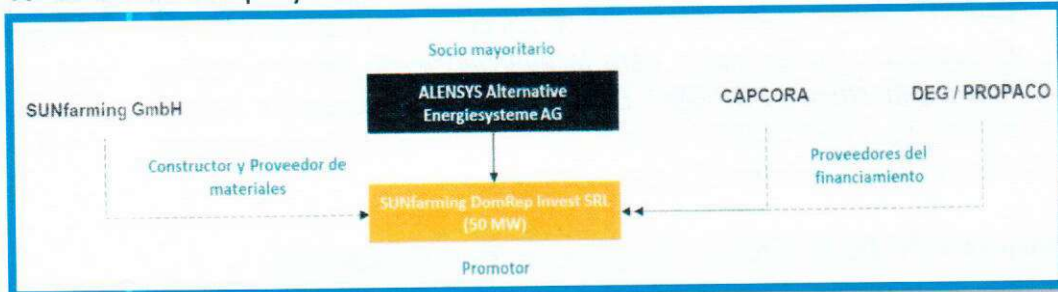 Socio mayoritario
ALENSYS Alternative
Energiesysteme AG
SUNfarming GmbH
CAPCORA
DEG / PROPACO
Constructor y Proveedor de
materiales
Proveedores del
financiamiento
SUNfarming DomRep Invest SRL
(50 MW)
Promotor